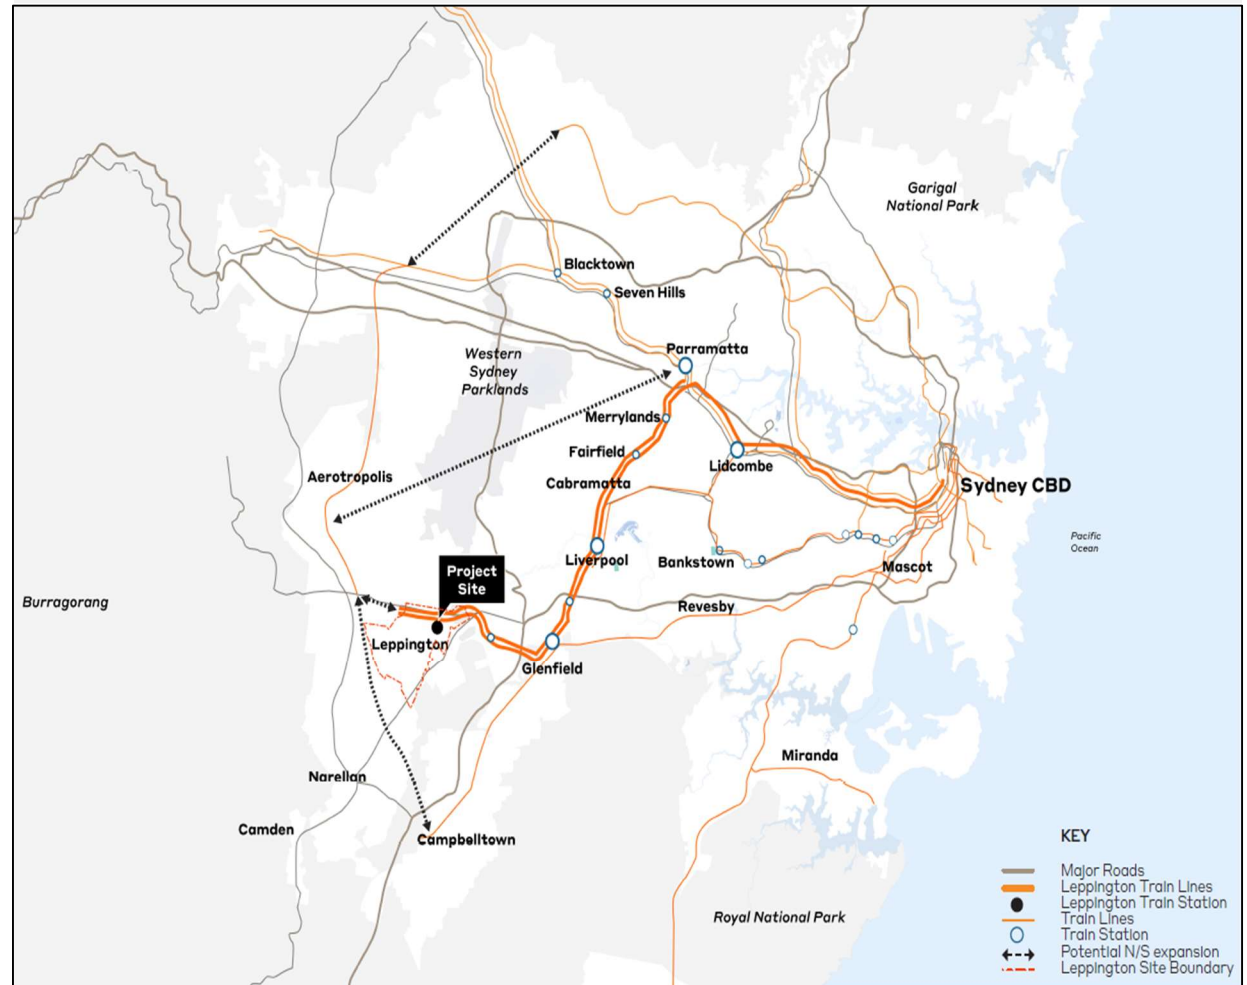 Garigal
National Park
Blacktown
Seven Hills
Parramatta
Western
Sydney
Parklands
Merrylands
Fairfield
Lidcombe
Aerotropolis
Cabramatta
Sydney CBD
Pacific
Ocean
Liverpool
Bankstown
Mascot
Project
Site
Burragorang
Revesby
Leppington
Glenfield
Miranda
Narellan
Camden
Campbelltown
Royal National Park
KEY
Major Roads
Leppington Train Lines
Leppington Train Station
Train Lines
Train Station
Potential N/S expansion
Leppington Site Boundary